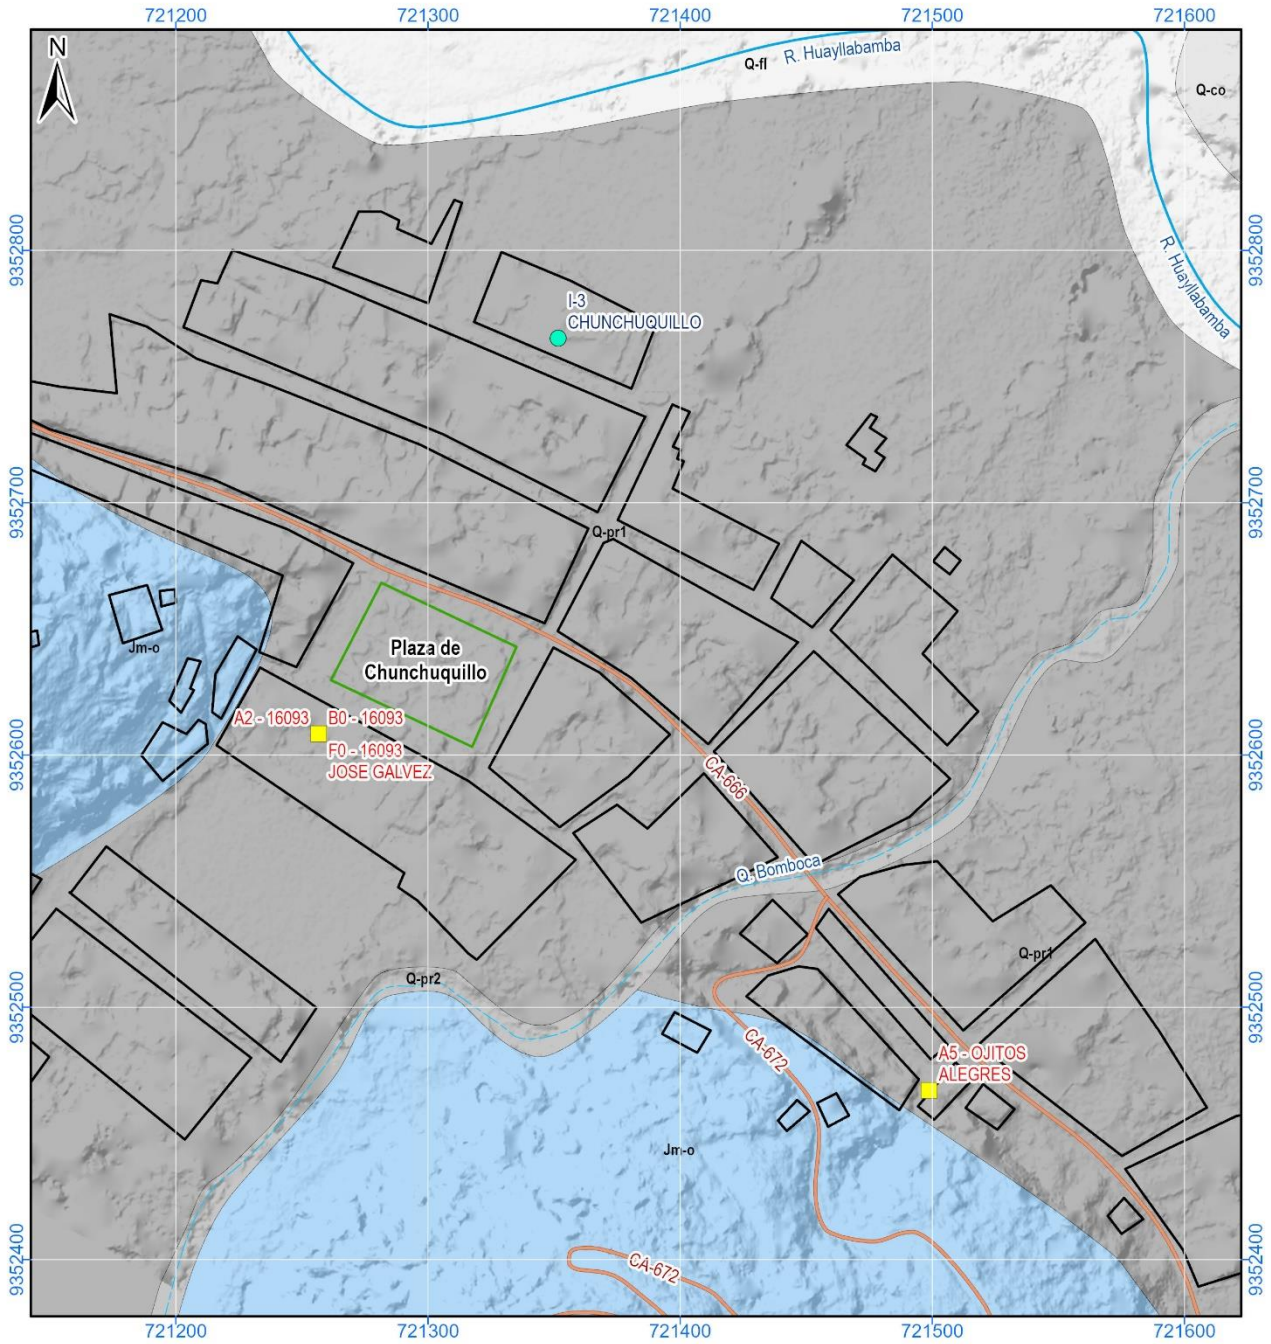 721200 721300 721400 721500 721600
N
Q-fl
R. Huayllabamba
Q-co
9352800
9352800
R. Huayllabamba
I-3
CHUNCHUQUILLO
9352700
9352700
Q-pr1
Jm-o
Plaza de
Chunchuquillo
A2 - 16093
B0 - 16093
F0 - 16093
JOSE GALVEZ
9352600
9352600
CA-666
Q. Bomboca
Q-pr1
Q-pr2
9352500
9352500
CA-672
A5 - OJITOS
ALEGRES
Jm-o
9352400
9352400
CA-672
721200 721300 721400 721500 721600